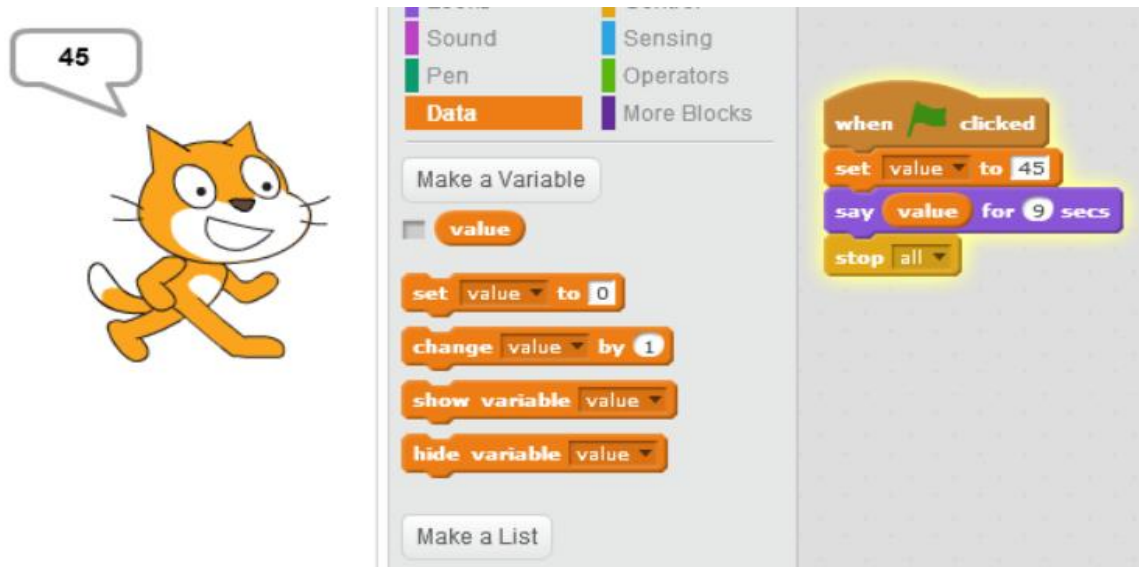 45
Sound
Sensing
Pen
Operators
Data
More Blocks
Make a Variable
value
set value to 0
change value by 1
show variable value
hide variable value
Make a List
when clicked
set value to 45
say value for 9 secs
stop all